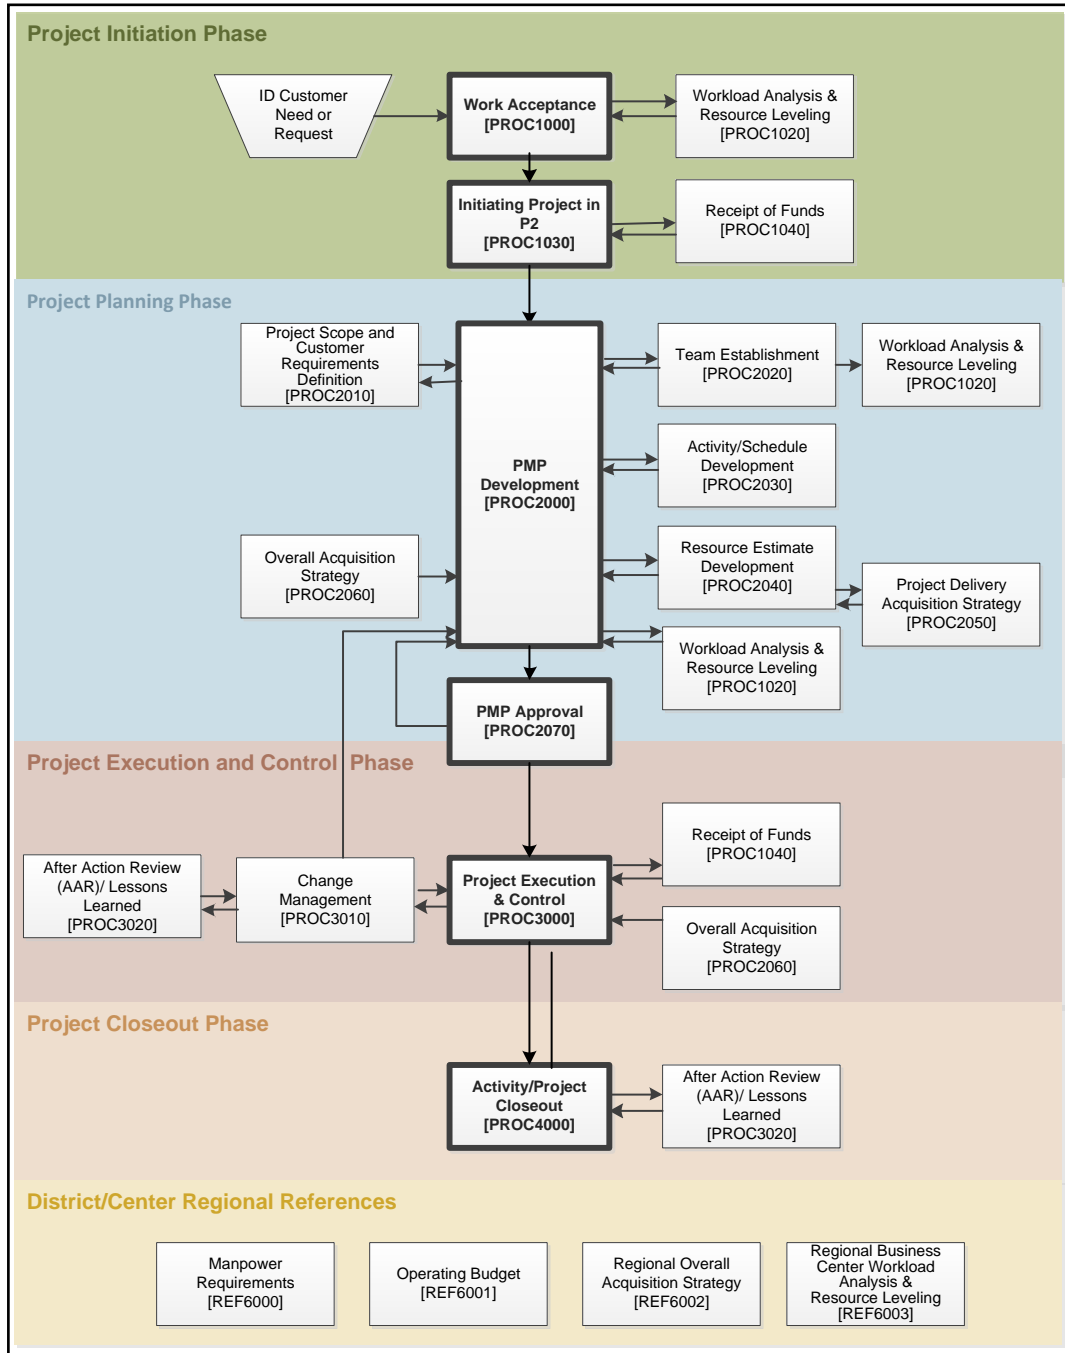 Project Initiation Phase
ID Customer
Need or
Request
Work Acceptance
[PROC1000]
Workload Analysis &
Resource Leveling
[PROC1020]
Initiating Project in
P2
[PROC1030]
Receipt of Funds
[PROC1040]
Project Planning Phase
Project Scope and
Customer
Requirements
Definition
[PROC2010]
Team Establishment
[PROC2020]
Workload Analysis &
Resource Leveling
[PROC1020]
PMP
Development
[PROC2000]
Activity/Schedule
Development
[PROC2030]
Overall Acquisition
Strategy
[PROC2060]
Resource Estimate
Development
[PROC2040]
Project Delivery
Acquisition Strategy
[PROC2050]
Workload Analysis &
Resource Leveling
[PROC1020]
PMP Approval
[PROC2070]
Project Execution and Control Phase
Receipt of Funds
[PROC1040]
After Action Review
(AAR)/ Lessons
Learned
[PROC3020]
Change
Management
[PROC3010]
Project Execution
& Control
[PROC3000]
Overall Acquisition
Strategy
[PROC2060]
Project Closeout Phase
Activity/Project
Closeout
[PROC4000]
After Action Review
(AAR)/ Lessons
Learned
[PROC3020]
District/Center Regional References
Manpower
Requirements
[REF6000]
Operating Budget
[REF6001]
Regional Overall
Acquisition Strategy
[REF6002]
Regional Business
Center Workload
Analysis &
Resource Leveling
[REF6003]